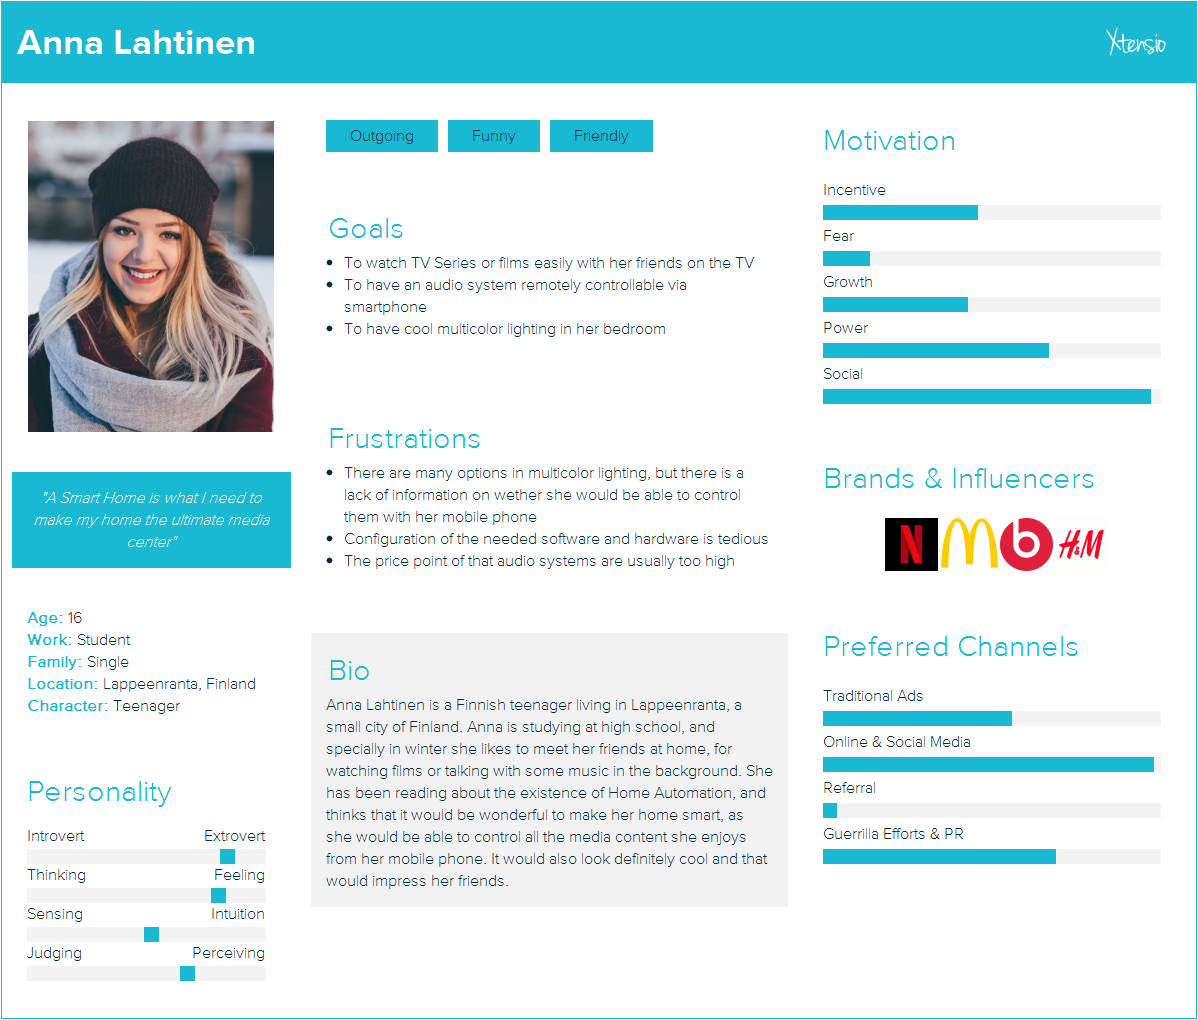 Anna Lahtinen
Xtensio
"A Smart Home is what I need to
make my home the ultimate media
center"
Age: 16
Work: Student
Family: Single
Location: Lappeenranta, Finland
Character: Teenager
Personality
Introvert Extrovert
Thinking Feeling
Sensing Intuition
Judging Perceiving
Outgoing Funny Friendly
Goals
To watch TV Series or films easily with her friends on the TV
To have an audio system remotely controllable via
smartphone
To have cool multicolor lighting in her bedroom
Frustrations
There are many options in multicolor lighting, but there is a
lack of information on wether she would be able to control
them with her mobile phone
Configuration of the needed software and hardware is tedious
The price point of that audio systems are usually too high
Bio
Anna Lahtinen is a Finnish teenager living in Lappeenranta, a
small city of Finland. Anna is studying at high school, and
specially in winter she likes to meet her friends at home, for
watching films or talking with some music in the background. She
has been reading about the existence of Home Automation, and
thinks that it would be wonderful to make her home smart, as
she would be able to control all the media content she enjoys
from her mobile phone. It would also look definitely cool and that
would impress her friends.
Motivation
Incentive
Fear
Growth
Power
Social
Brands & Influencers
N M b H&M
Preferred Channels
Traditional Ads
Online & Social Media
Referral
Guerrilla Efforts & PR